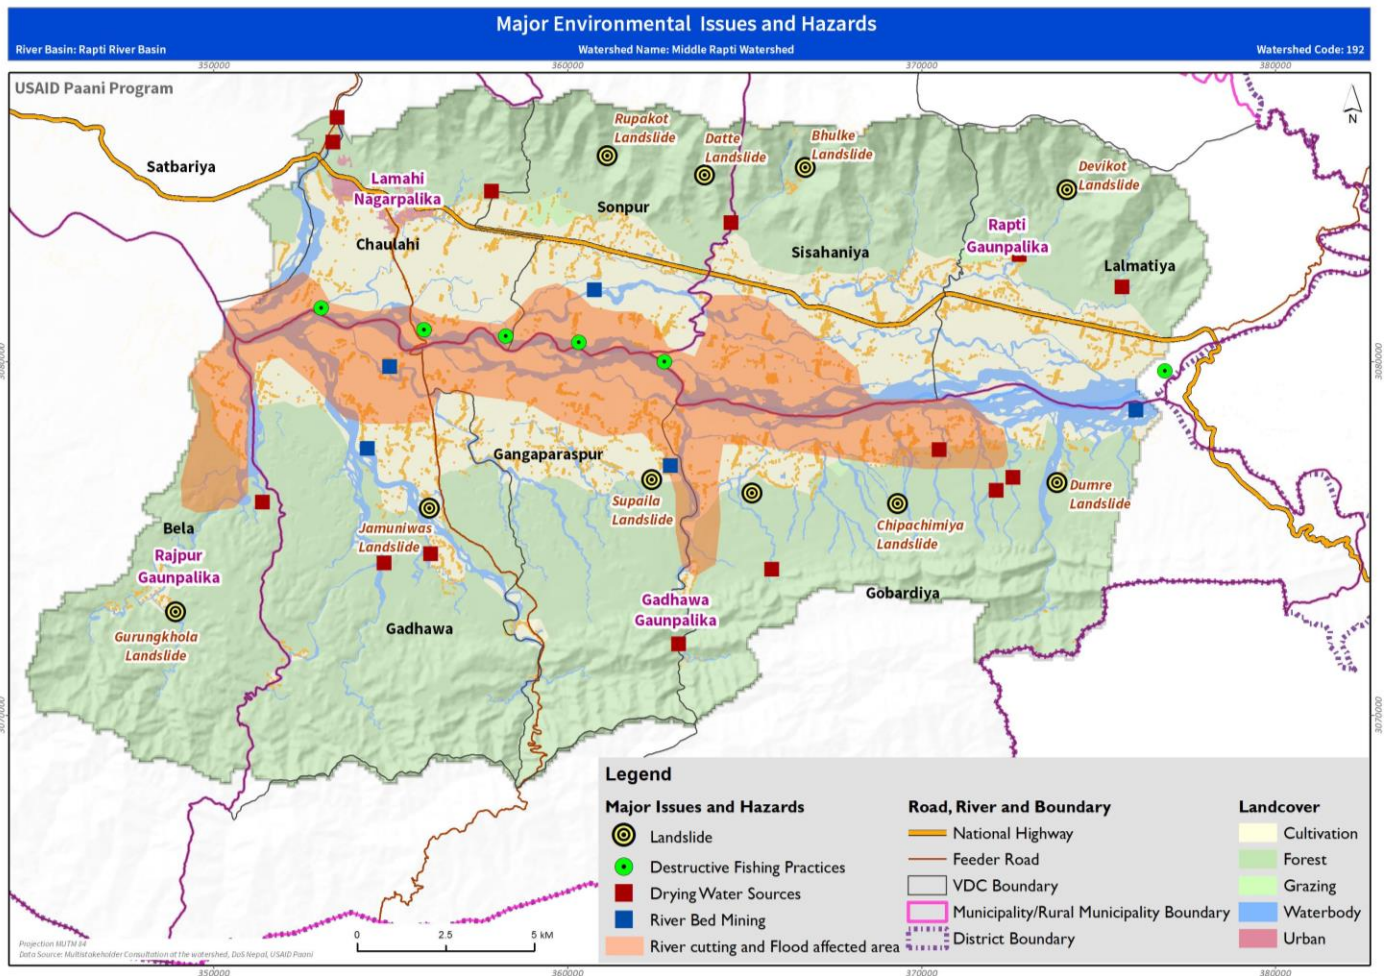 Major Environmental Issues and Hazards
River Basin: Rapti River Basin
Watershed Name: Middle Rapti Watershed
Watershed Code: 192
350000
360000
370000
380000
USAID Paani Program
N
Satbariya
Lamahi
Nagarpalika
Rupakot
Landslide
Datte
Landslide
Bhulke
Landslide
Devikot
Landslide
Sonpur
Chaulahi
Sisahaniya
Rapti
Gaunpalika
Lalmatiya
3080000
3080000
Gangaparaspur
Supaila
Landslide
Chipachimiya
Landslide
Dumre
Landslide
Bela
Jamuniwas
Landslide
Rajpur
Gaunpalika
Gurungkhola
Landslide
Gadhawa
Gadhawa
Gaunpalika
Gobardiya
3070000
3070000
Legend
Major Issues and Hazards
Landslide
Destructive Fishing Practices
Drying Water Sources
River Bed Mining
River cutting and Flood affected area
Road, River and Boundary
National Highway
Feeder Road
VDC Boundary
Municipality/Rural Municipality Boundary
District Boundary
Landcover
Cultivation
Forest
Grazing
Waterbody
Urban
0 2.5 5 kM
Projection MUTM 84
Data Source: Multistakeholder Consultation at the watershed, DoS Nepal, USAID Paani
350000
360000
370000
380000